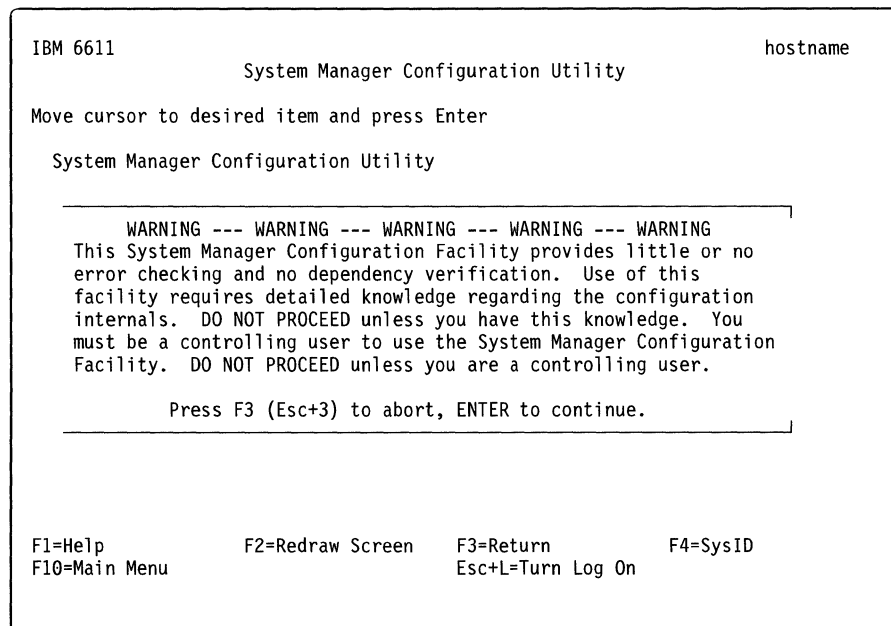 IBM 6611 hostname
System Manager Configuration Utility
Move cursor to desired item and press Enter
System Manager Configuration Utility
WARNING --- WARNING --- WARNING --- WARNING --- WARNING
This System Manager Configuration Facility provides little or no
error checking and no dependency verification.  Use of this
facility requires detailed knowledge regarding the configuration
internals.  DO NOT PROCEED unless you have this knowledge.  You
must be a controlling user to use the System Manager Configuration
Facility.  DO NOT PROCEED unless you are a controlling user.
Press F3 (Esc+3) to abort, ENTER to continue.
F1=Help F2=Redraw Screen F3=Return F4=SysID
F10=Main Menu Esc+L=Turn Log On